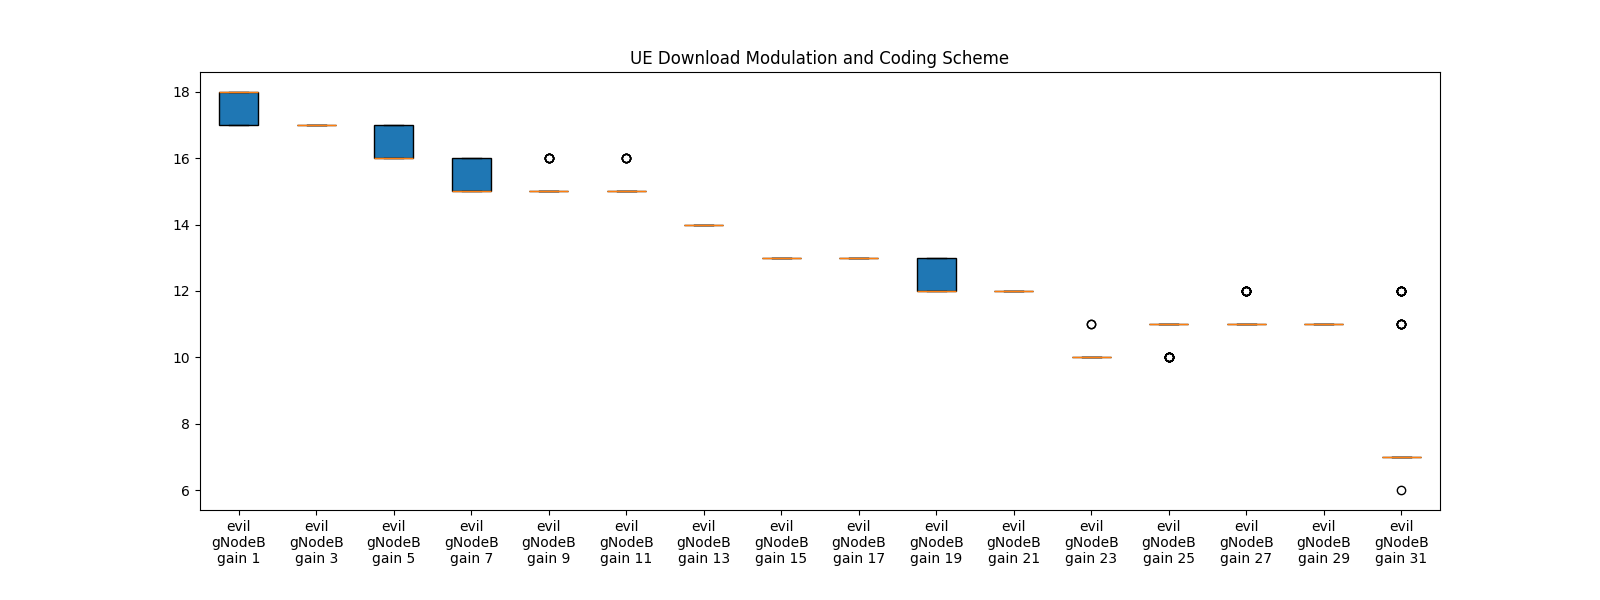 UE Download Modulation and Coding Scheme
18
16
14
12
10
8
6
evil
gNodeB
gain 1
evil
gNodeB
gain 3
evil
gNodeB
gain 5
evil
gNodeB
gain 7
evil
gNodeB
gain 9
evil
gNodeB
gain 11
evil
gNodeB
gain 13
evil
gNodeB
gain 15
evil
gNodeB
gain 17
evil
gNodeB
gain 19
evil
gNodeB
gain 21
evil
gNodeB
gain 23
evil
gNodeB
gain 25
evil
gNodeB
gain 27
evil
gNodeB
gain 29
evil
gNodeB
gain 31